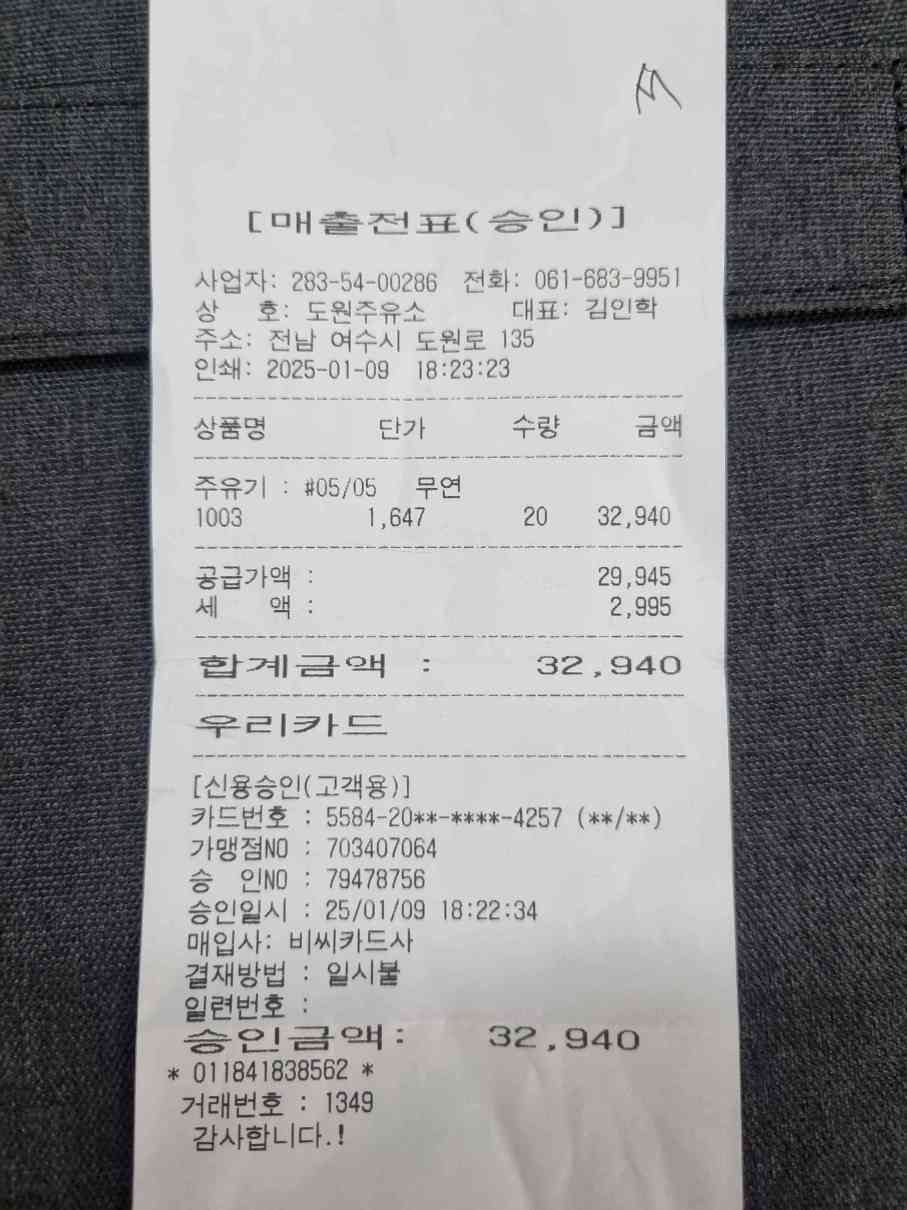 [매출전표(승인)]
사업자: 283-54-00286 전화: 061-683-9951
상 호: 도원주유소 대표: 김인학
주소: 전남 여수시 도원로 135
인쇄: 2025-01-09 18:23:23
상품명 단가 수량 금액
주유기 : #05/05 무연
1003 1,647 20 32,940
공급가액 : 29,945
세 액 : 2,995
합계금액 : 32,940
우리카드
[신용승인(고객용)]
카드번호 : 5584-20**-****-4257 (**/**)
가맹점NO : 703407064
승 인NO : 79478756
승인일시 : 25/01/09 18:22:34
매입사: 비씨카드사
결재방법 : 일시불
일련번호 :
승인금액: 32,940
* 011841838562 *
거래번호 : 1349
감사합니다.!